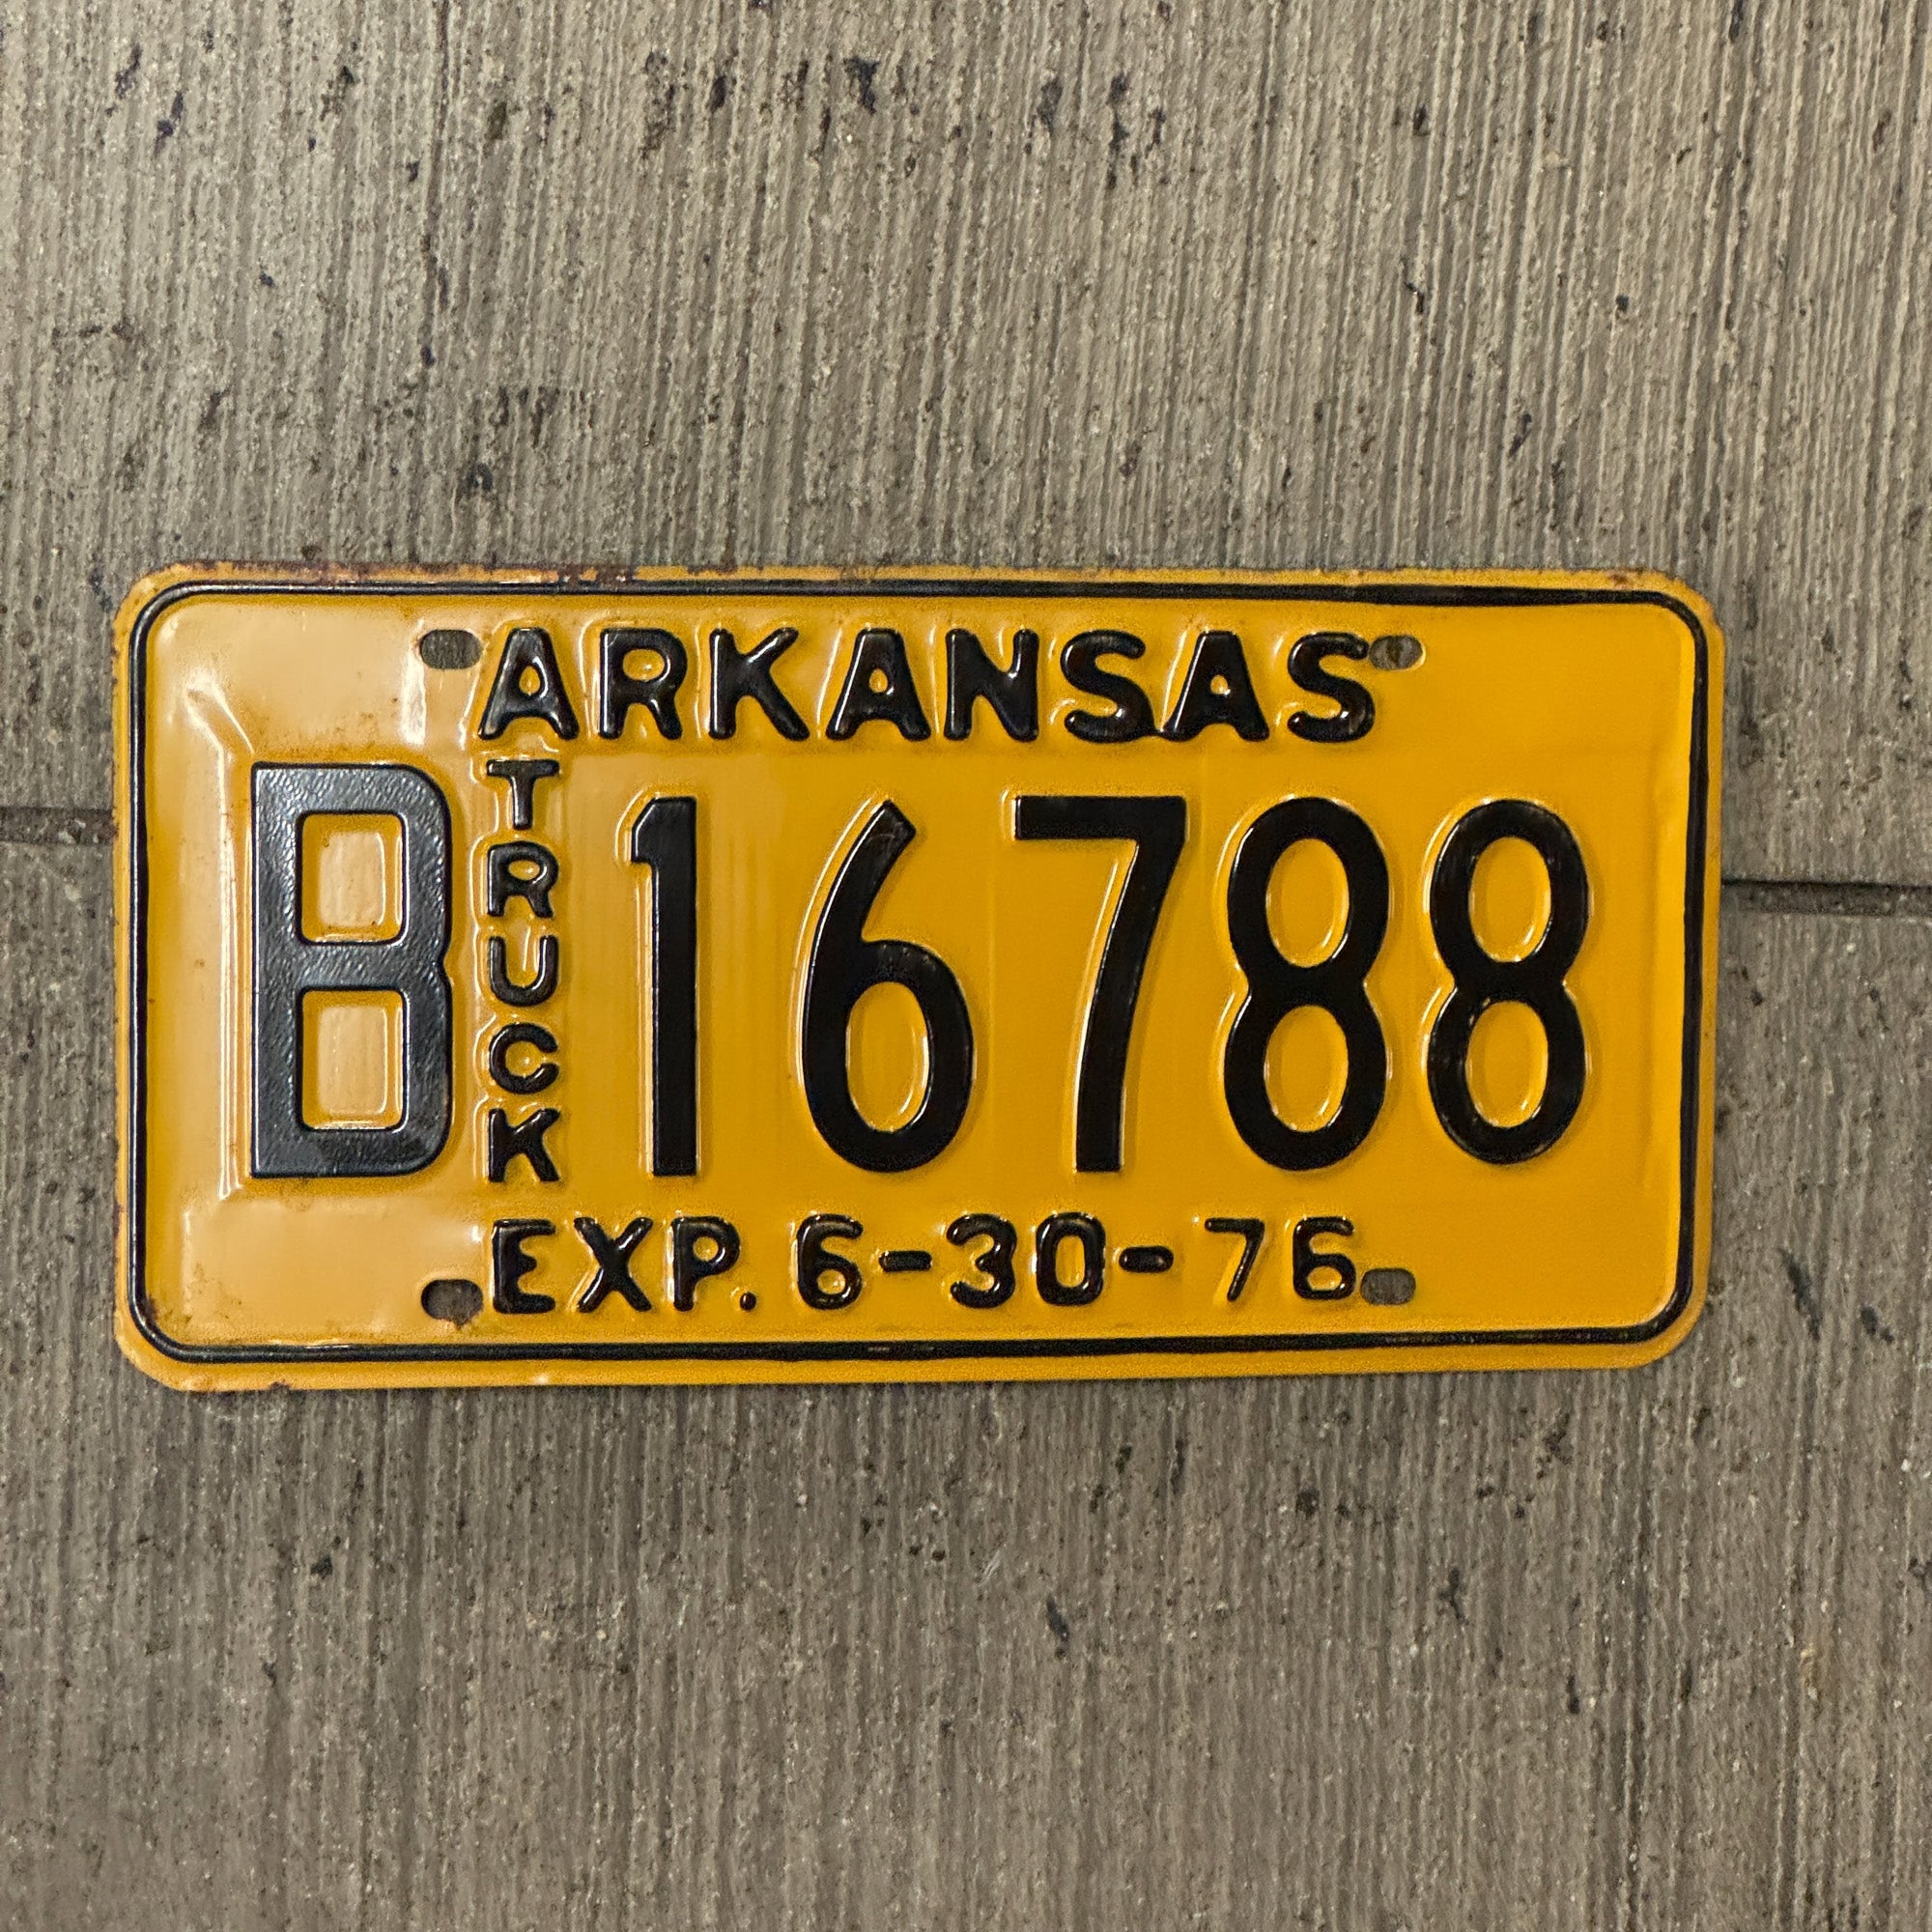 ARKANSAS
B TRUCK 16788
EXP. 6-30-76